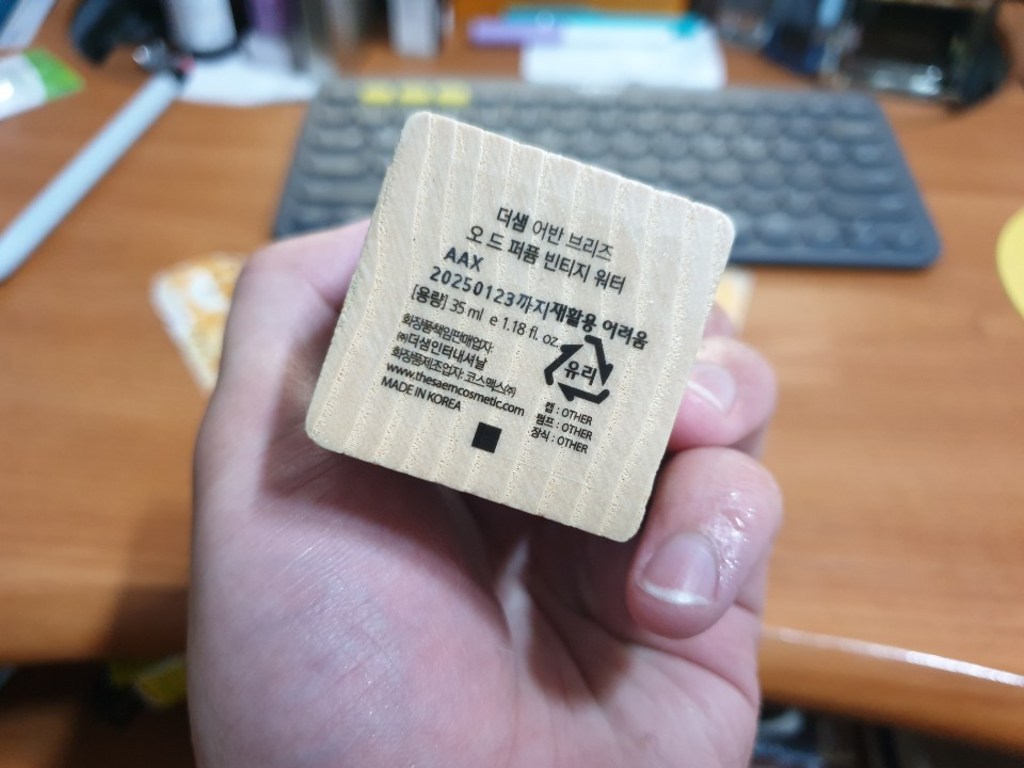 더샘 어반 브리즈
오 드 퍼퓸 빈티지 워터
AAX
20250123까지재활용 어려움
[용량] 35 ml e 1.18 fl. oz.
화장품책임판매업자:
㈜더샘인터내셔날
화장품제조업자: 코스맥스㈜
www.thesaemcosmetic.com
MADE IN KOREA
유리
캡 : OTHER
펌프 : OTHER
장식 : OTHER